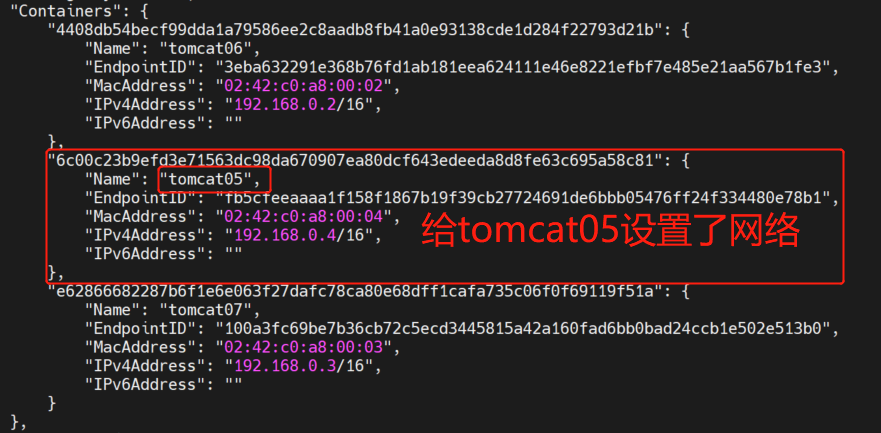 "Containers": {
"4408db54becf99dda1a79586ee2c8aadb8fb41a0e93138cde1d284f22793d21b": {
"Name": "tomcat06",
"EndpointID": "3eba632291e368b76fd1ab181eea624111e46e8221efbf7e485e21aa567b1fe3",
"MacAddress": "02:42:c0:a8:00:02",
"IPv4Address": "192.168.0.2/16",
"IPv6Address": ""
},
"6c00c23b9efd3e71563dc98da670907ea80dcf643edeeda8d8fe63c695a58c81": {
"Name": "tomcat05",
"EndpointID": "fb5cfeeaaaa1f158f1867b19f39cb27724691de6bbb05476ff24f334480e78b1",
"MacAddress": "02:42:c0:a8:00:04",
"IPv4Address": "192.168.0.4/16",
"IPv6Address": ""
给tomcat05设置了网络
},
"e62866682287b6f1e6e063f27dafc78ca80e68dff1cafa735c06f0f69119f51a": {
"Name": "tomcat07",
"EndpointID": "100a3fc69be7b36cb72c5ecd3445815a42a160fad6bb0bad24ccb1e502e513b0",
"MacAddress": "02:42:c0:a8:00:03",
"IPv4Address": "192.168.0.3/16",
"IPv6Address": ""
}
},